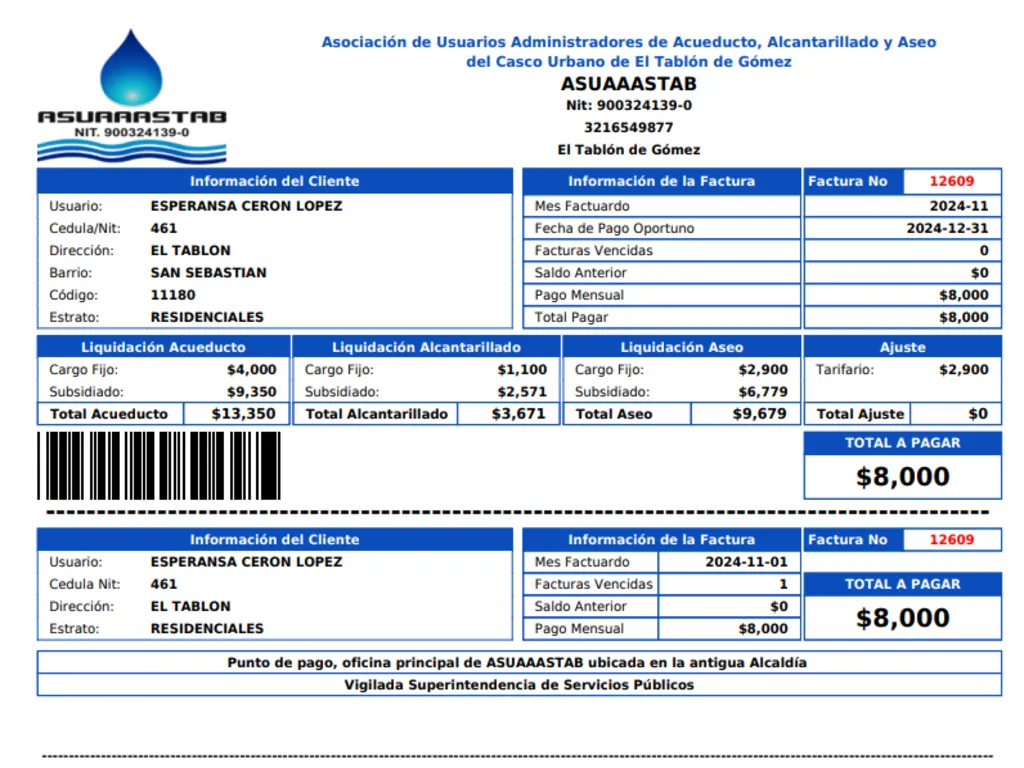 ASUAAASTAB
NIT. 900324139-0
Asociación de Usuarios Administradores de Acueducto, Alcantarillado y Aseo
del Casco Urbano de El Tablón de Gómez
ASUAAASTAB
Nit: 900324139-0
3216549877
El Tablón de Gómez
Información del Cliente
Usuario: ESPERANSA CERON LOPEZ
Cedula/Nit: 461
Dirección: EL TABLON
Barrio: SAN SEBASTIAN
Código: 11180
Estrato: RESIDENCIALES
Información de la Factura Factura No 12609
Mes Factuardo 2024-11
Fecha de Pago Oportuno 2024-12-31
Facturas Vencidas 0
Saldo Anterior $0
Pago Mensual $8,000
Total Pagar $8,000
Liquidación Acueducto
Cargo Fijo: $4,000
Subsidiado: $9,350
Total Acueducto $13,350
Liquidación Alcantarillado
Cargo Fijo: $1,100
Subsidiado: $2,571
Total Alcantarillado $3,671
Liquidación Aseo
Cargo Fijo: $2,900
Subsidiado: $6,779
Total Aseo $9,679
Ajuste
Tarifario: $2,900
Total Ajuste $0
TOTAL A PAGAR
$8,000
Información del Cliente
Usuario: ESPERANSA CERON LOPEZ
Cedula Nit: 461
Dirección: EL TABLON
Estrato: RESIDENCIALES
Información de la Factura Factura No 12609
Mes Factuardo 2024-11-01
Facturas Vencidas 1
Saldo Anterior $0
Pago Mensual $8,000
TOTAL A PAGAR
$8,000
Punto de pago, oficina principal de ASUAAASTAB ubicada en la antigua Alcaldía
Vigilada Superintendencia de Servicios Públicos